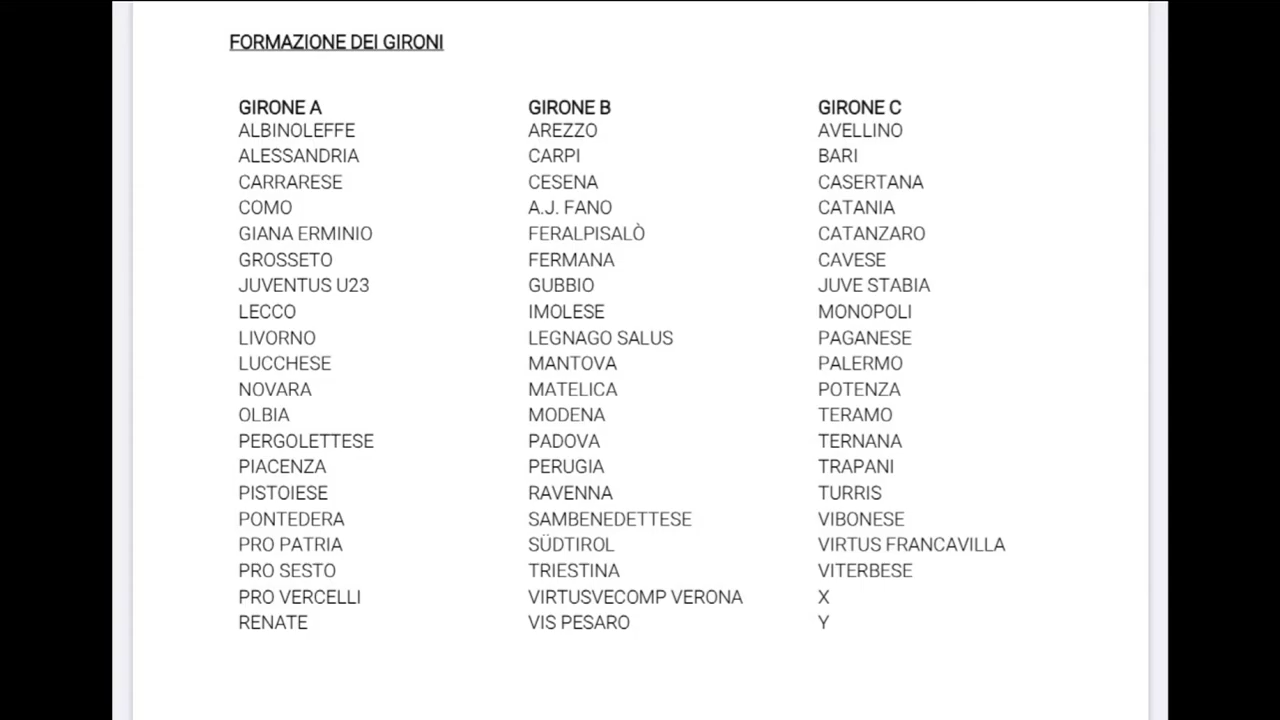 FORMAZIONE DEI GIRONI
GIRONE A GIRONE B GIRONE C
ALBINOLEFFE AREZZO AVELLINO
ALESSANDRIA CARPI BARI
CARRARESE CESENA CASERTANA
COMO A.J. FANO CATANIA
GIANA ERMINIO FERALPISALÒ CATANZARO
GROSSETO FERMANA CAVESE
JUVENTUS U23 GUBBIO JUVE STABIA
LECCO IMOLESE MONOPOLI
LIVORNO LEGNAGO SALUS PAGANESE
LUCCHESE MANTOVA PALERMO
NOVARA MATELICA POTENZA
OLBIA MODENA TERAMO
PERGOLETTESE PADOVA TERNANA
PIACENZA PERUGIA TRAPANI
PISTOIESE RAVENNA TURRIS
PONTEDERA SAMBENEDETTESE VIBONESE
PRO PATRIA SÜDTIROL VIRTUS FRANCAVILLA
PRO SESTO TRIESTINA VITERBESE
PRO VERCELLI VIRTUSVECOMP VERONA X
RENATE VIS PESARO Y